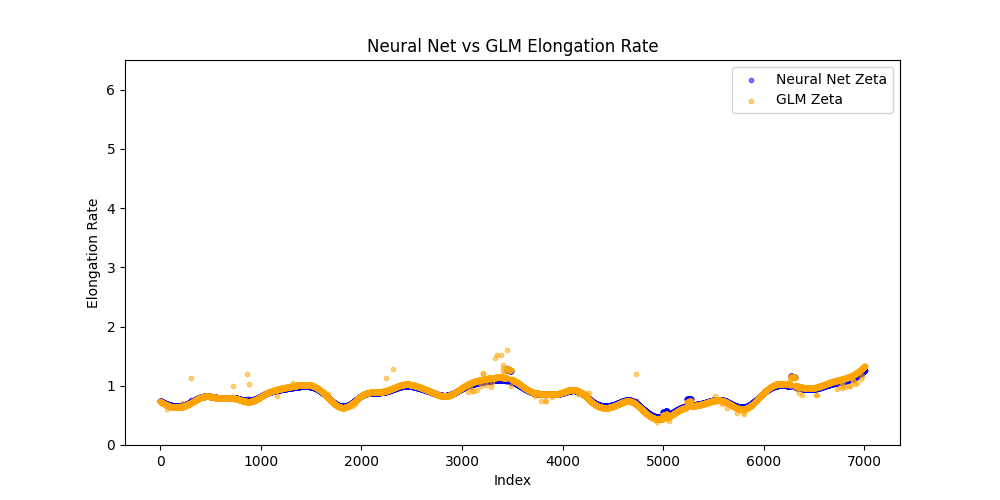 Neural Net vs GLM Elongation Rate
Neural Net Zeta
GLM Zeta
Elongation Rate
6
5
4
3
2
1
0
0 1000 2000 3000 4000 5000 6000 7000
Index